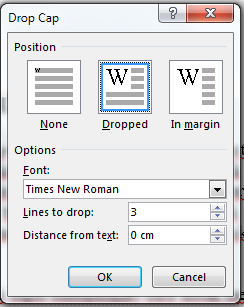 Drop Cap
?
Position
W
W
W
None
Dropped
In margin
Options
Font:
Times New Roman
Lines to drop: 3
Distance from text: 0 cm
OK
Cancel